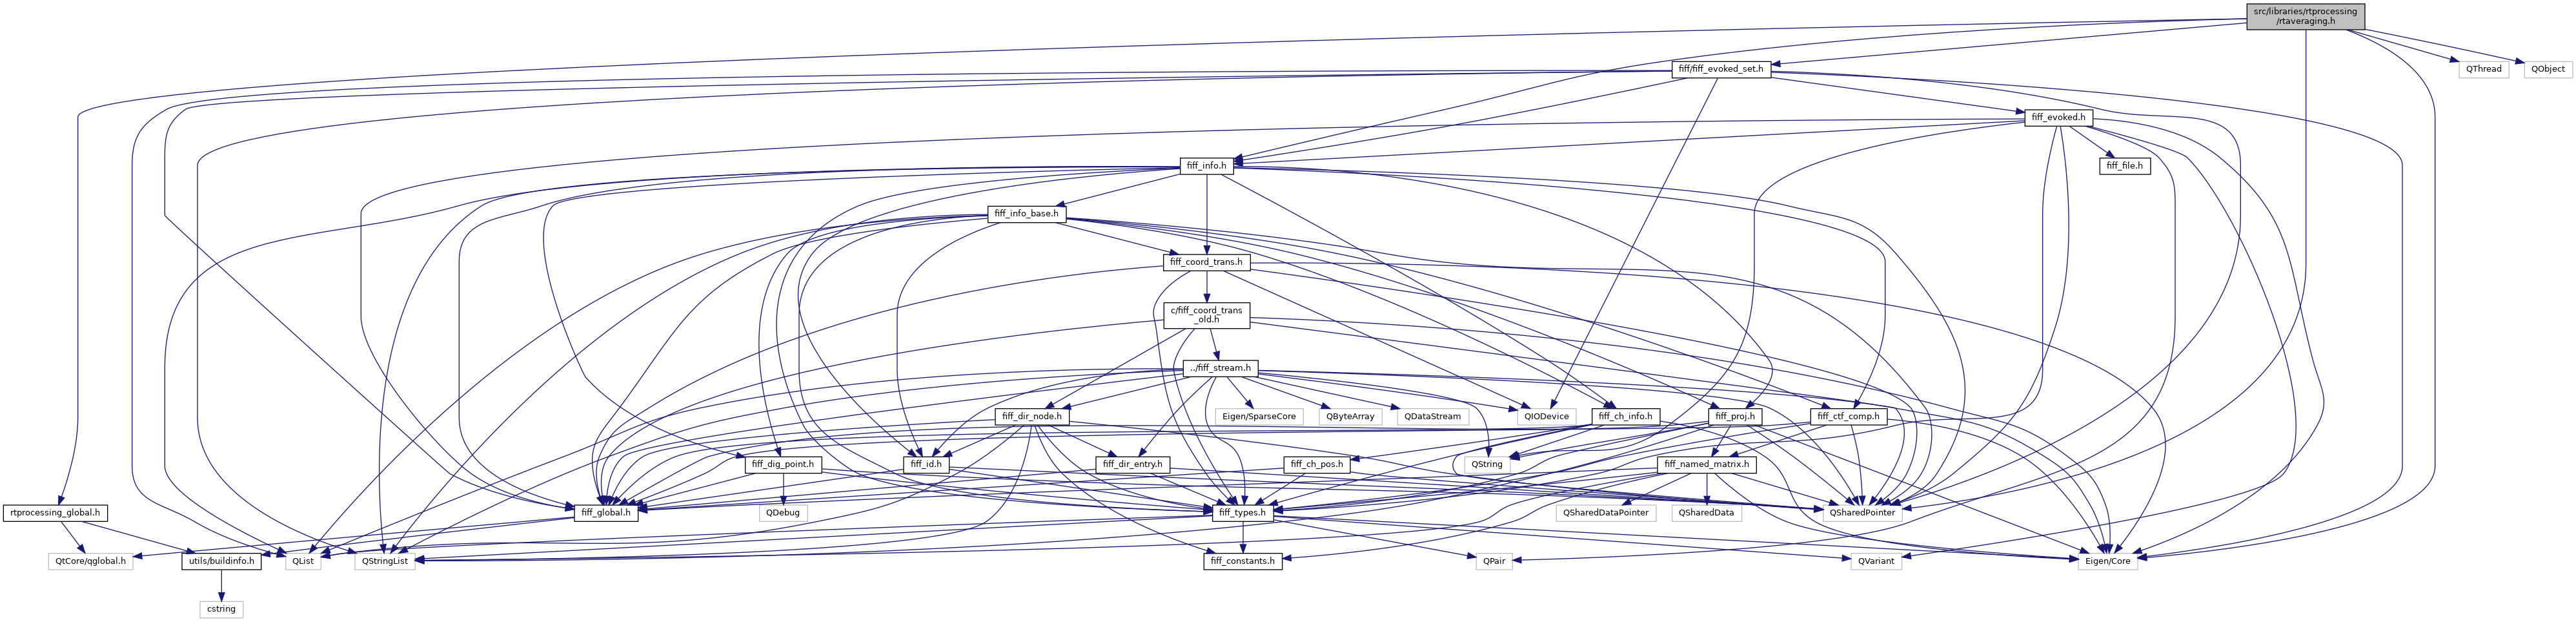 src/libraries/rtprocessing
/rtaveraging.h
fiff/fiff_evoked_set.h
QThread
QObject
fiff_evoked.h
fiff_info.h
fiff_file.h
fiff_info_base.h
fiff_coord_trans.h
c/fiff_coord_trans
_old.h
../fiff_stream.h
fiff_dir_node.h
Eigen/SparseCore
QByteArray
QDataStream
QIODevice
fiff_ch_info.h
fiff_proj.h
fiff_ctf_comp.h
fiff_dig_point.h
fiff_id.h
fiff_dir_entry.h
fiff_ch_pos.h
QString
fiff_named_matrix.h
rtprocessing_global.h
fiff_global.h
QDebug
fiff_types.h
QSharedDataPointer
QSharedData
QSharedPointer
QtCore/qglobal.h
utils/buildinfo.h
QList
QStringList
fiff_constants.h
QPair
QVariant
Eigen/Core
cstring